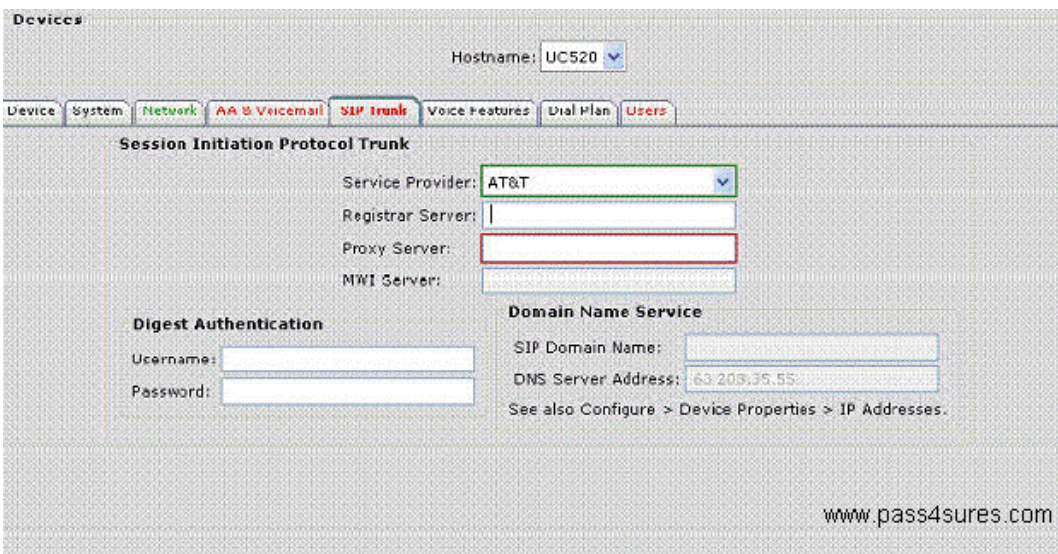 Devices
Hostname: UC520
Device System Network AA & Voicemail SIP Trunk Voice Features Dial Plan Users
Session Initiation Protocol Trunk
Service Provider: AT&T
Registrar Server:
Proxy Server:
MWI Server:
Digest Authentication
Username:
Password:
Domain Name Service
SIP Domain Name:
DNS Server Address: 63.203.35.55
See also Configure > Device Properties > IP Addresses.
www.pass4sures.com